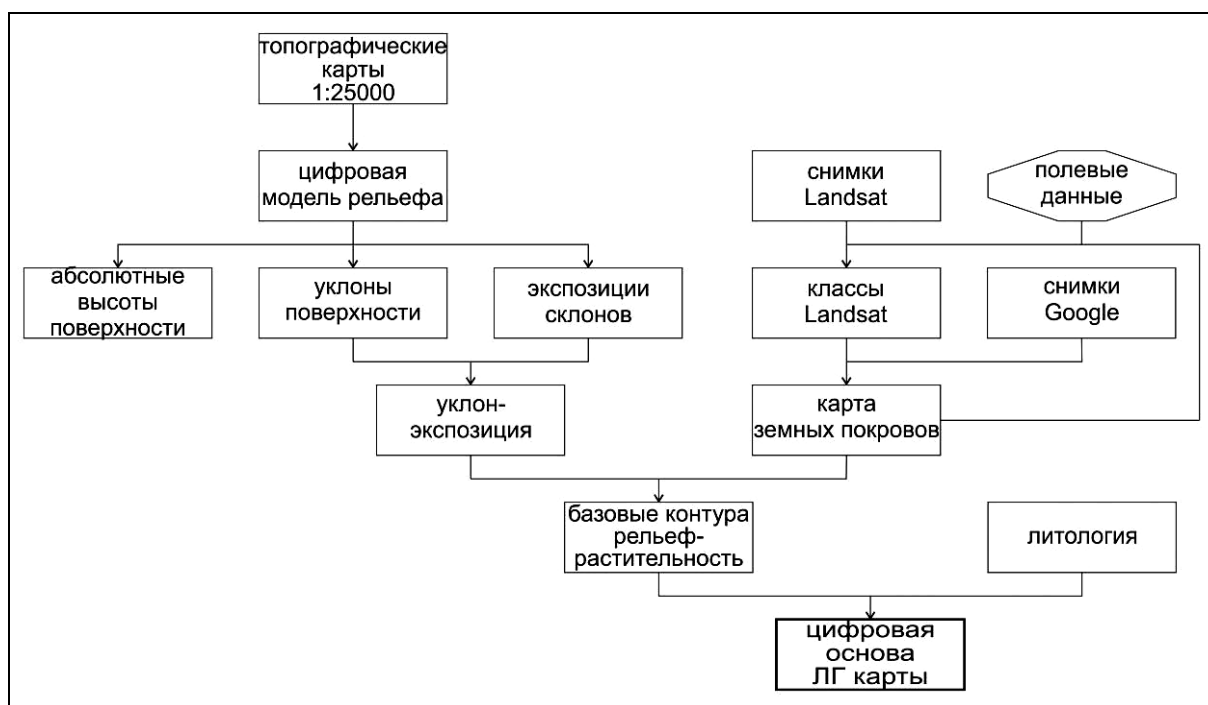 топографические
карты
1:25000
цифровая
модель рельефа
снимки
Landsat
полевые
данные
абсолютные
высоты
поверхности
уклоны
поверхности
экспозиции
склонов
классы
Landsat
снимки
Google
уклон-
экспозиция
карта
земных покровов
базовые контура
рельеф-
растительность
литология
цифровая
основа
ЛГ карты